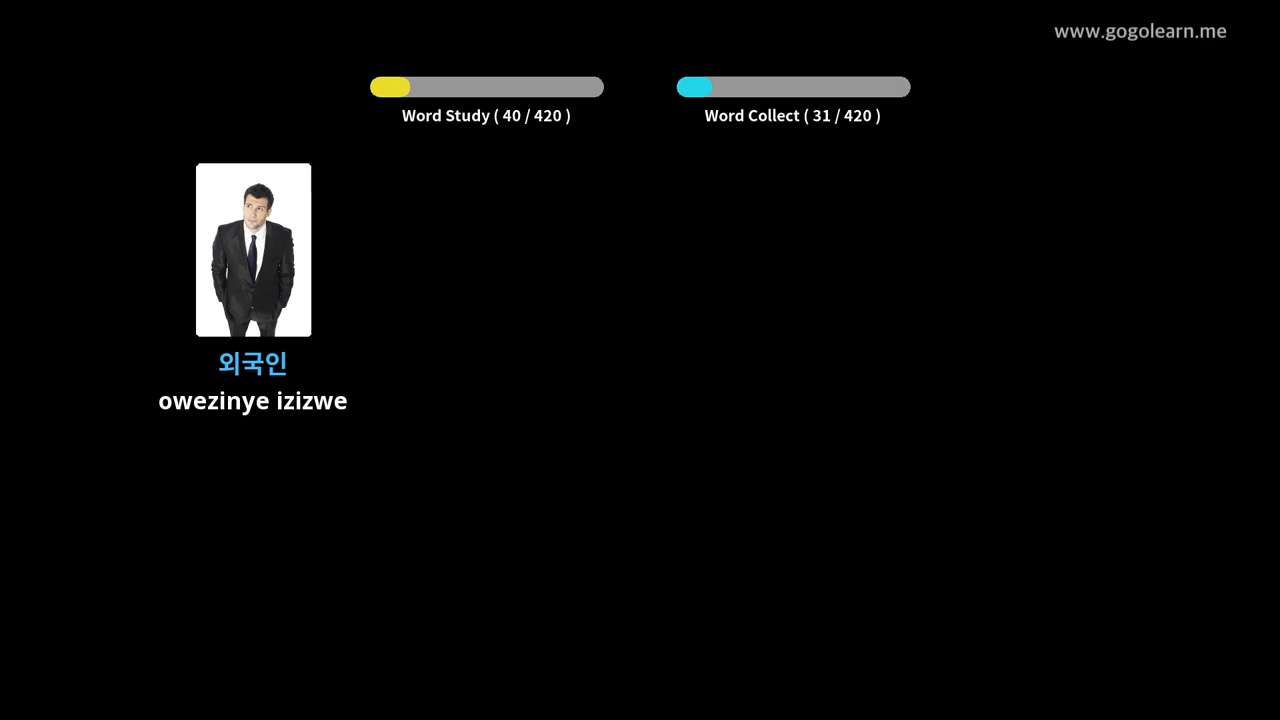 www.gogolearn.me
Word Study ( 40 / 420 )
Word Collect ( 31 / 420 )
외국인
owezinye izizwe